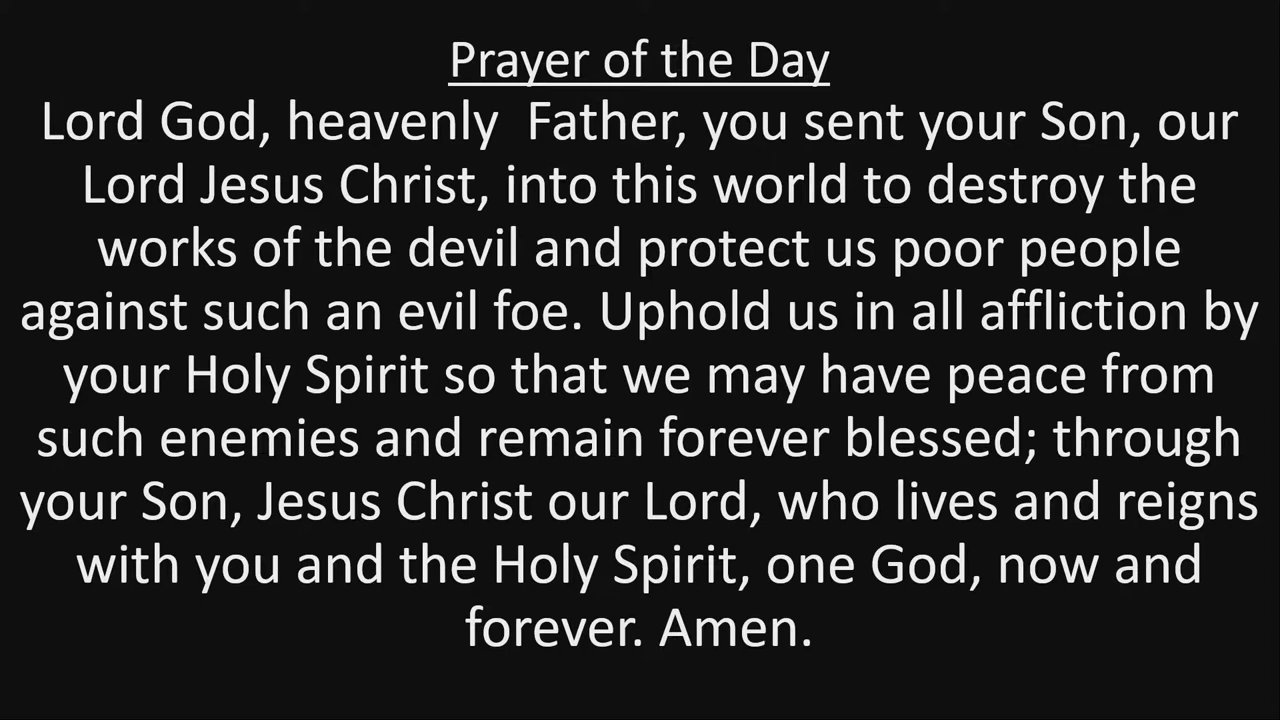 Prayer of the Day
Lord God, heavenly  Father, you sent your Son, our
Lord Jesus Christ, into this world to destroy the
works of the devil and protect us poor people
against such an evil foe. Uphold us in all affliction by
your Holy Spirit so that we may have peace from
such enemies and remain forever blessed; through
your Son, Jesus Christ our Lord, who lives and reigns
with you and the Holy Spirit, one God, now and
forever. Amen.